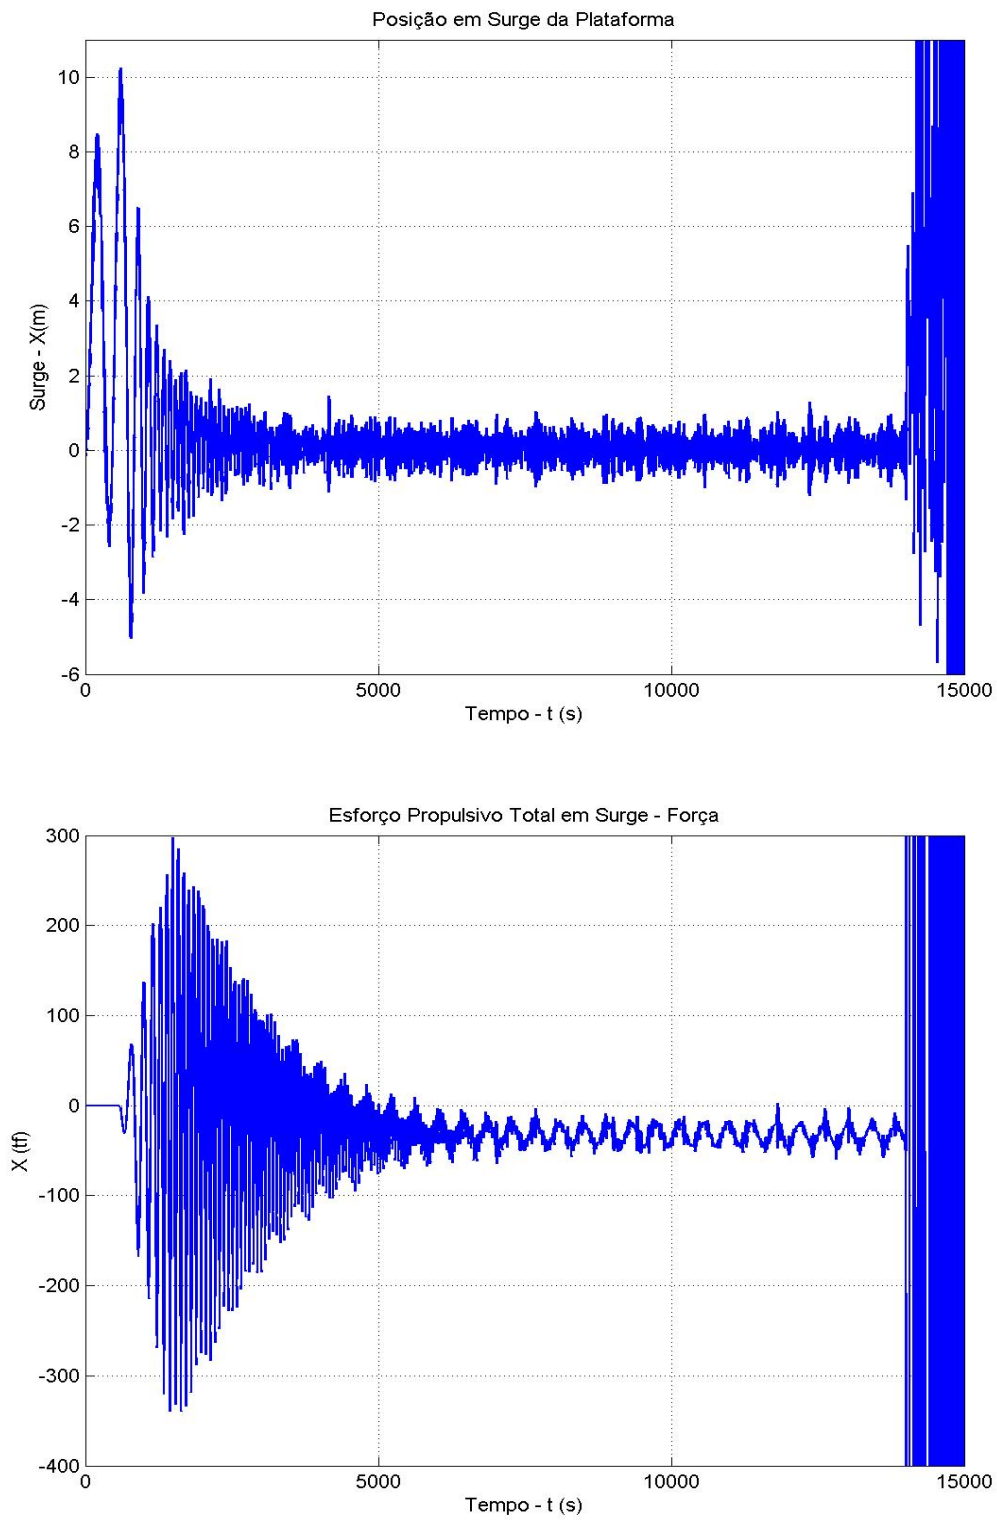 Posição em Surge da Plataforma
10
8
6
4
2
0
-2
-4
-6
Surge - X(m)
0 5000 10000 15000
Tempo - t (s)
Esforço Propulsivo Total em Surge - Força
300
200
100
0
-100
-200
-300
-400
X (tf)
0 5000 10000 15000
Tempo - t (s)